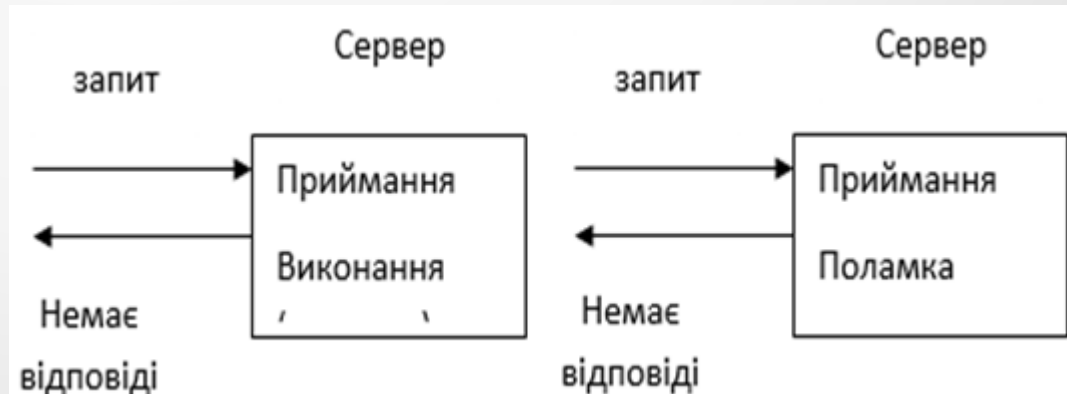 запит
Сервер
Приймання
Виконання
Немає
відповіді
запит
Сервер
Приймання
Поламка
Немає
відповіді